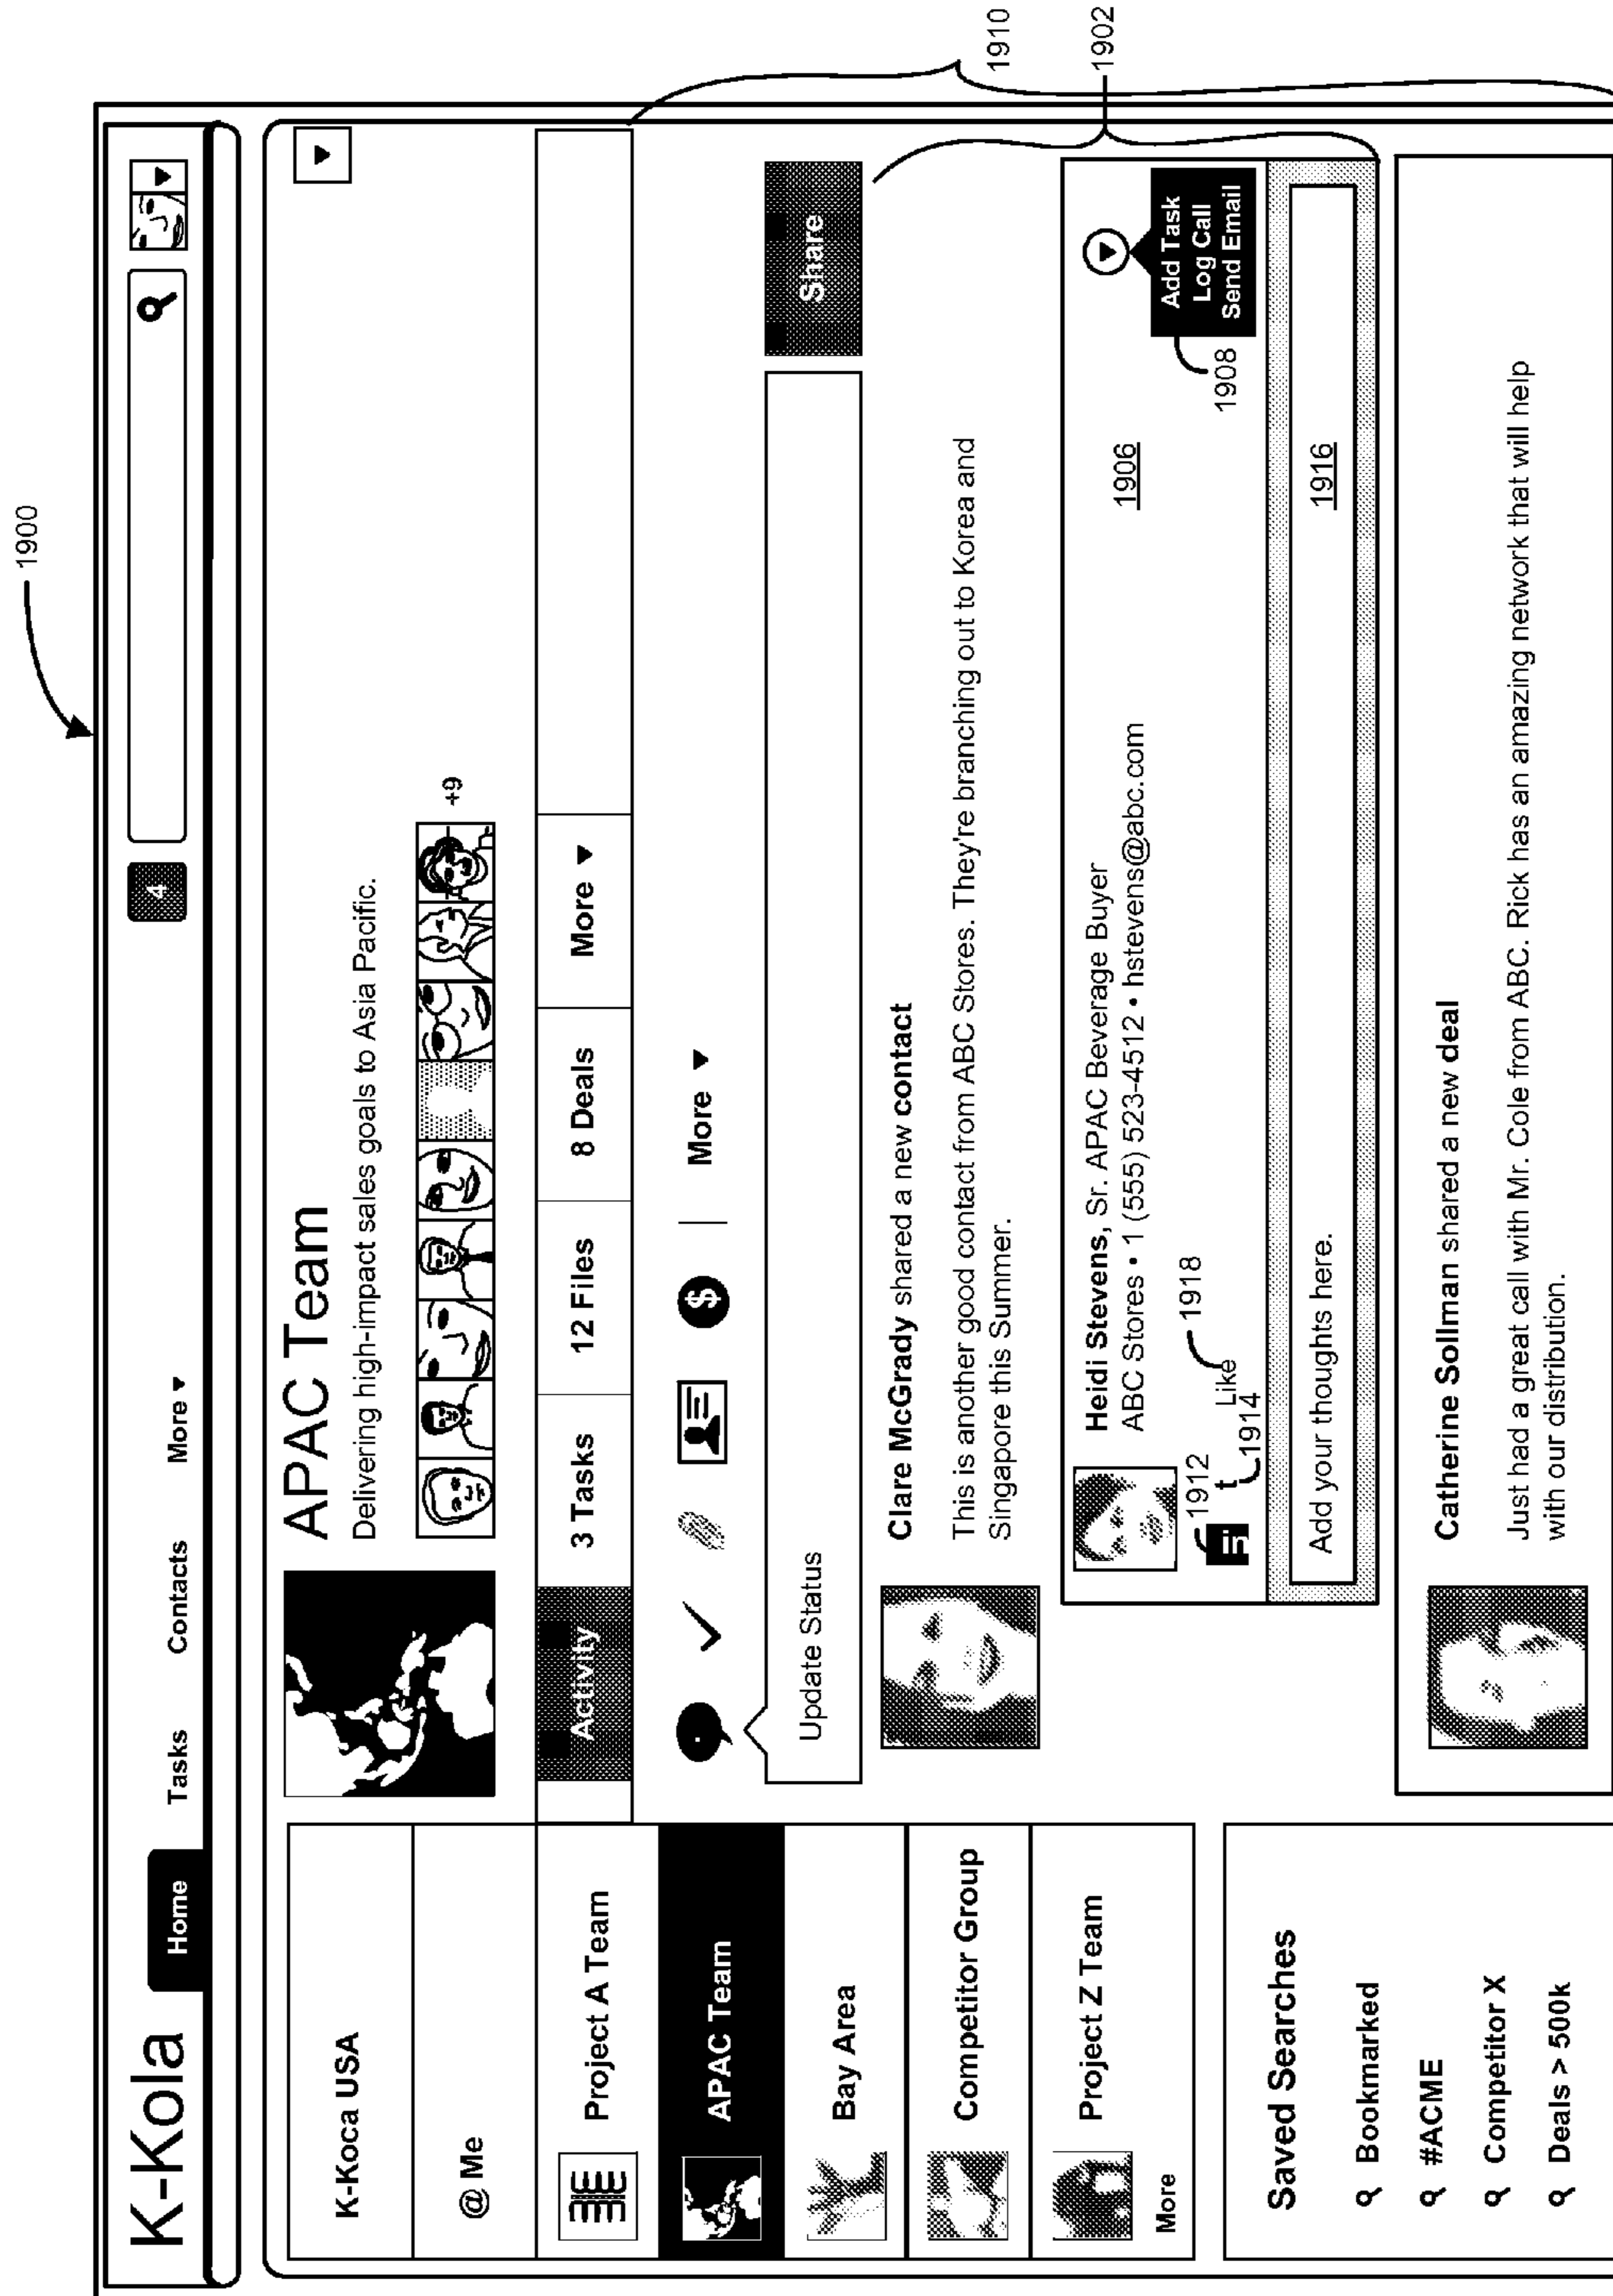 1900
K-Kola
Home
Tasks
Contacts
More
4
K-Koca USA
@ Me
Project A Team
APAC Team
Bay Area
Competitor Group
Project Z Team
More
Saved Searches
Bookmarked
#ACME
Competitor X
Deals > 500k
APAC Team
Delivering high-impact sales goals to Asia Pacific.
+9
Activity
3 Tasks
12 Files
8 Deals
More
$
More
Update Status
Share
1910
1902
Clare McGrady shared a new contact
This is another good contact from ABC Stores. They're branching out to Korea and
Singapore this Summer.
Heidi Stevens, Sr. APAC Beverage Buyer
ABC Stores • 1 (555) 523-4512 • hstevens@abc.com
1906
Add Task
Log Call
Send Email
1908
1912
in
t
1914
Like
1918
Add your thoughts here.
1916
Catherine Sollman shared a new deal
Just had a great call with Mr. Cole from ABC. Rick has an amazing network that will help
with our distribution.